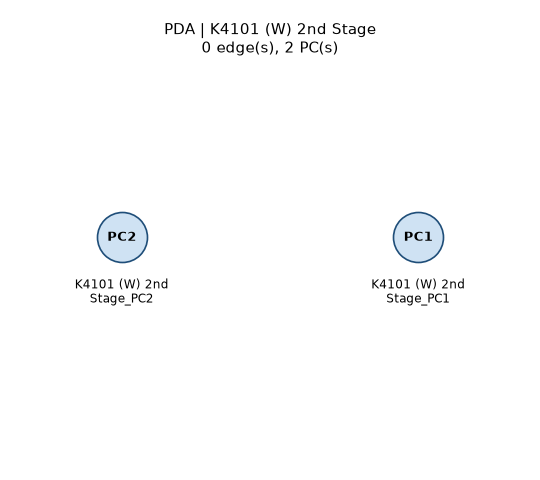 PDA | K4101 (W) 2nd Stage
0 edge(s), 2 PC(s)
PC2
PC1
K4101 (W) 2nd
Stage_PC2
K4101 (W) 2nd
Stage_PC1